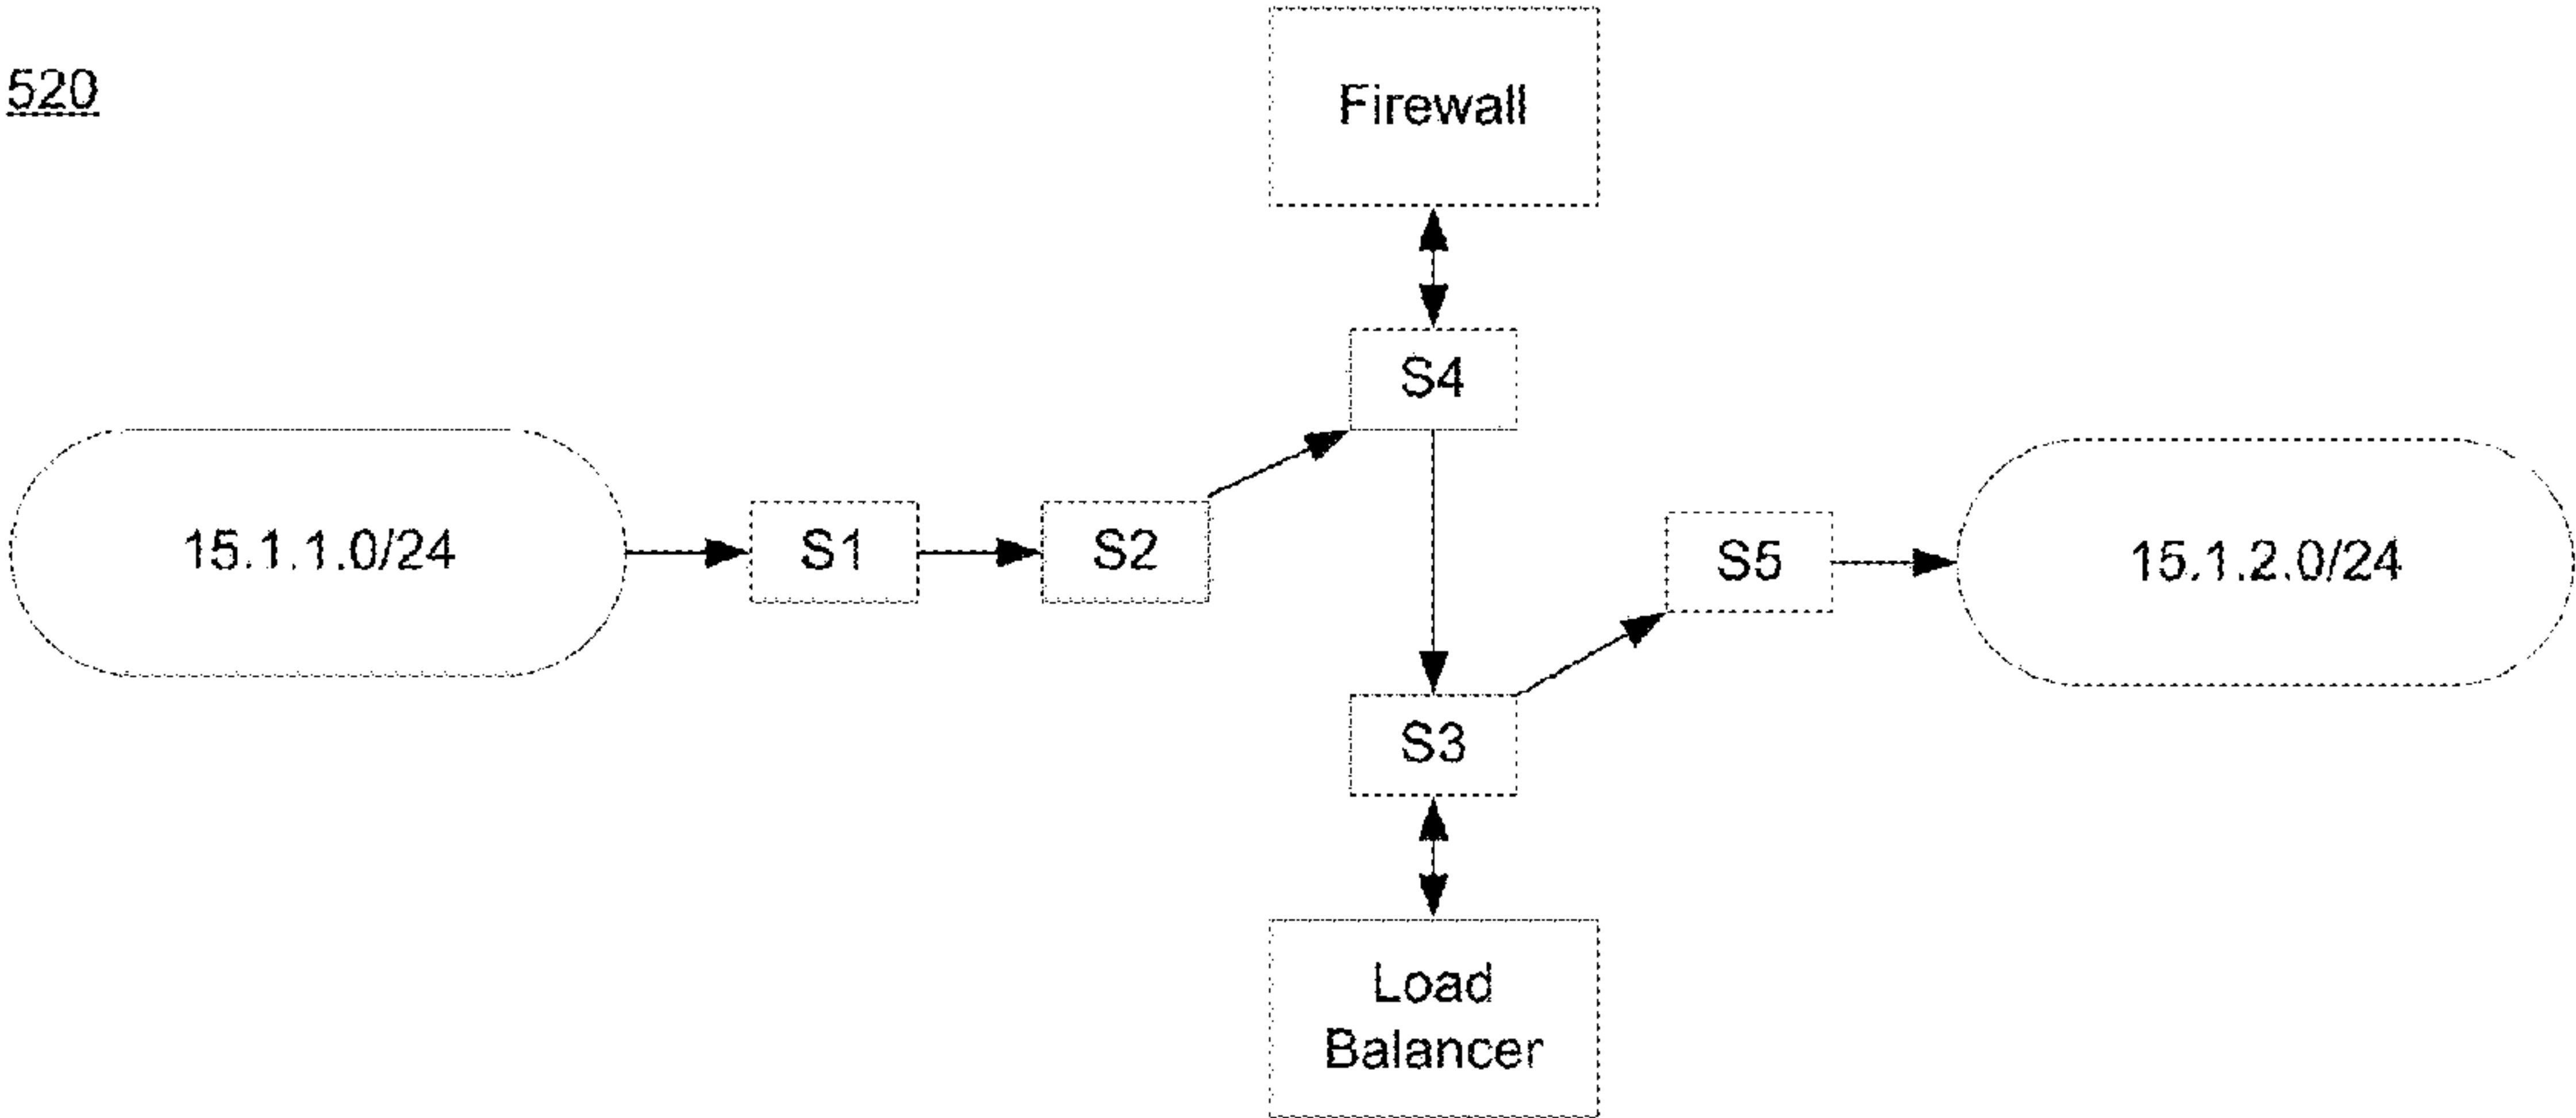 520
Firewall
S4
15.1.1.0/24
S1
S2
S5
15.1.2.0/24
S3
Load
Balancer